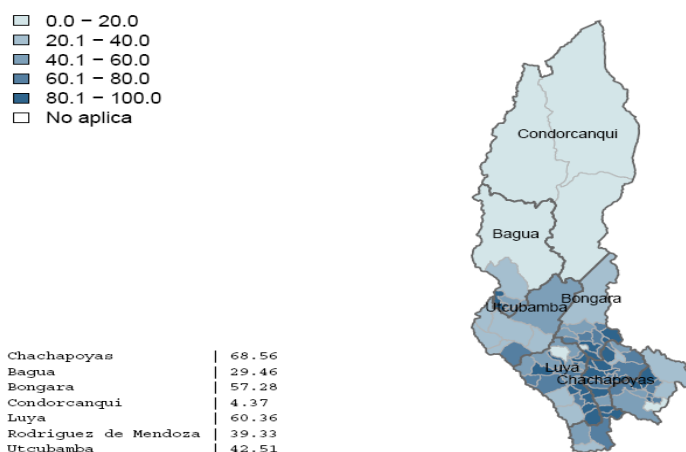 0.0 – 20.0
20.1 – 40.0
40.1 – 60.0
60.1 – 80.0
80.1 – 100.0
No aplica
Condorcanqui
Bagua
Bongara
Utcubamba
Luya
Chachapoyas
Chachapoyas | 68.56
Bagua | 29.46
Bongara | 57.28
Condorcanqui | 4.37
Luya | 60.36
Rodriguez de Mendoza | 39.33
Utcubamba | 42.51